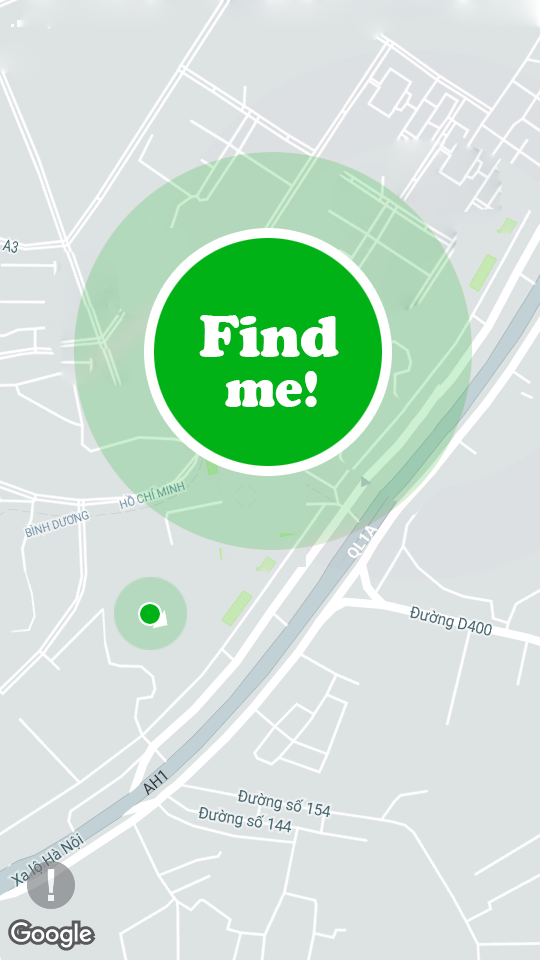 A3
Find
me!
HỒ CHÍ MINH
BÌNH DƯƠNG
QL1A
Đường D400
AH1
Đường số 154
Đường số 144
Xa lộ Hà Nội
!
Google